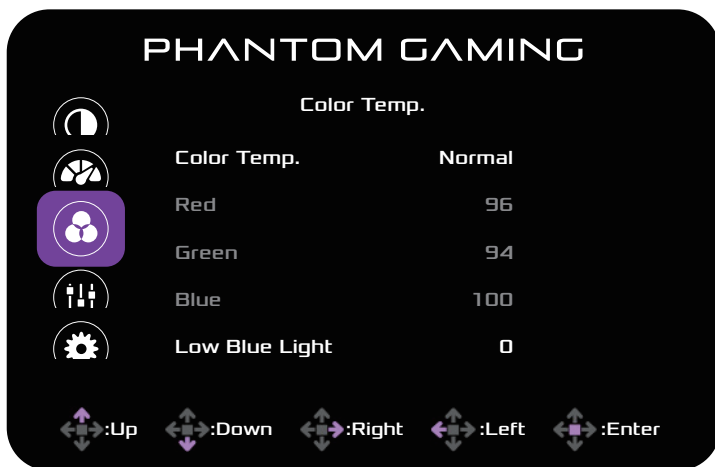 PHANTOM GAMING
Color Temp.
Color Temp. Normal
Red 96
Green 94
Blue 100
Low Blue Light 0
:Up :Down :Right :Left :Enter